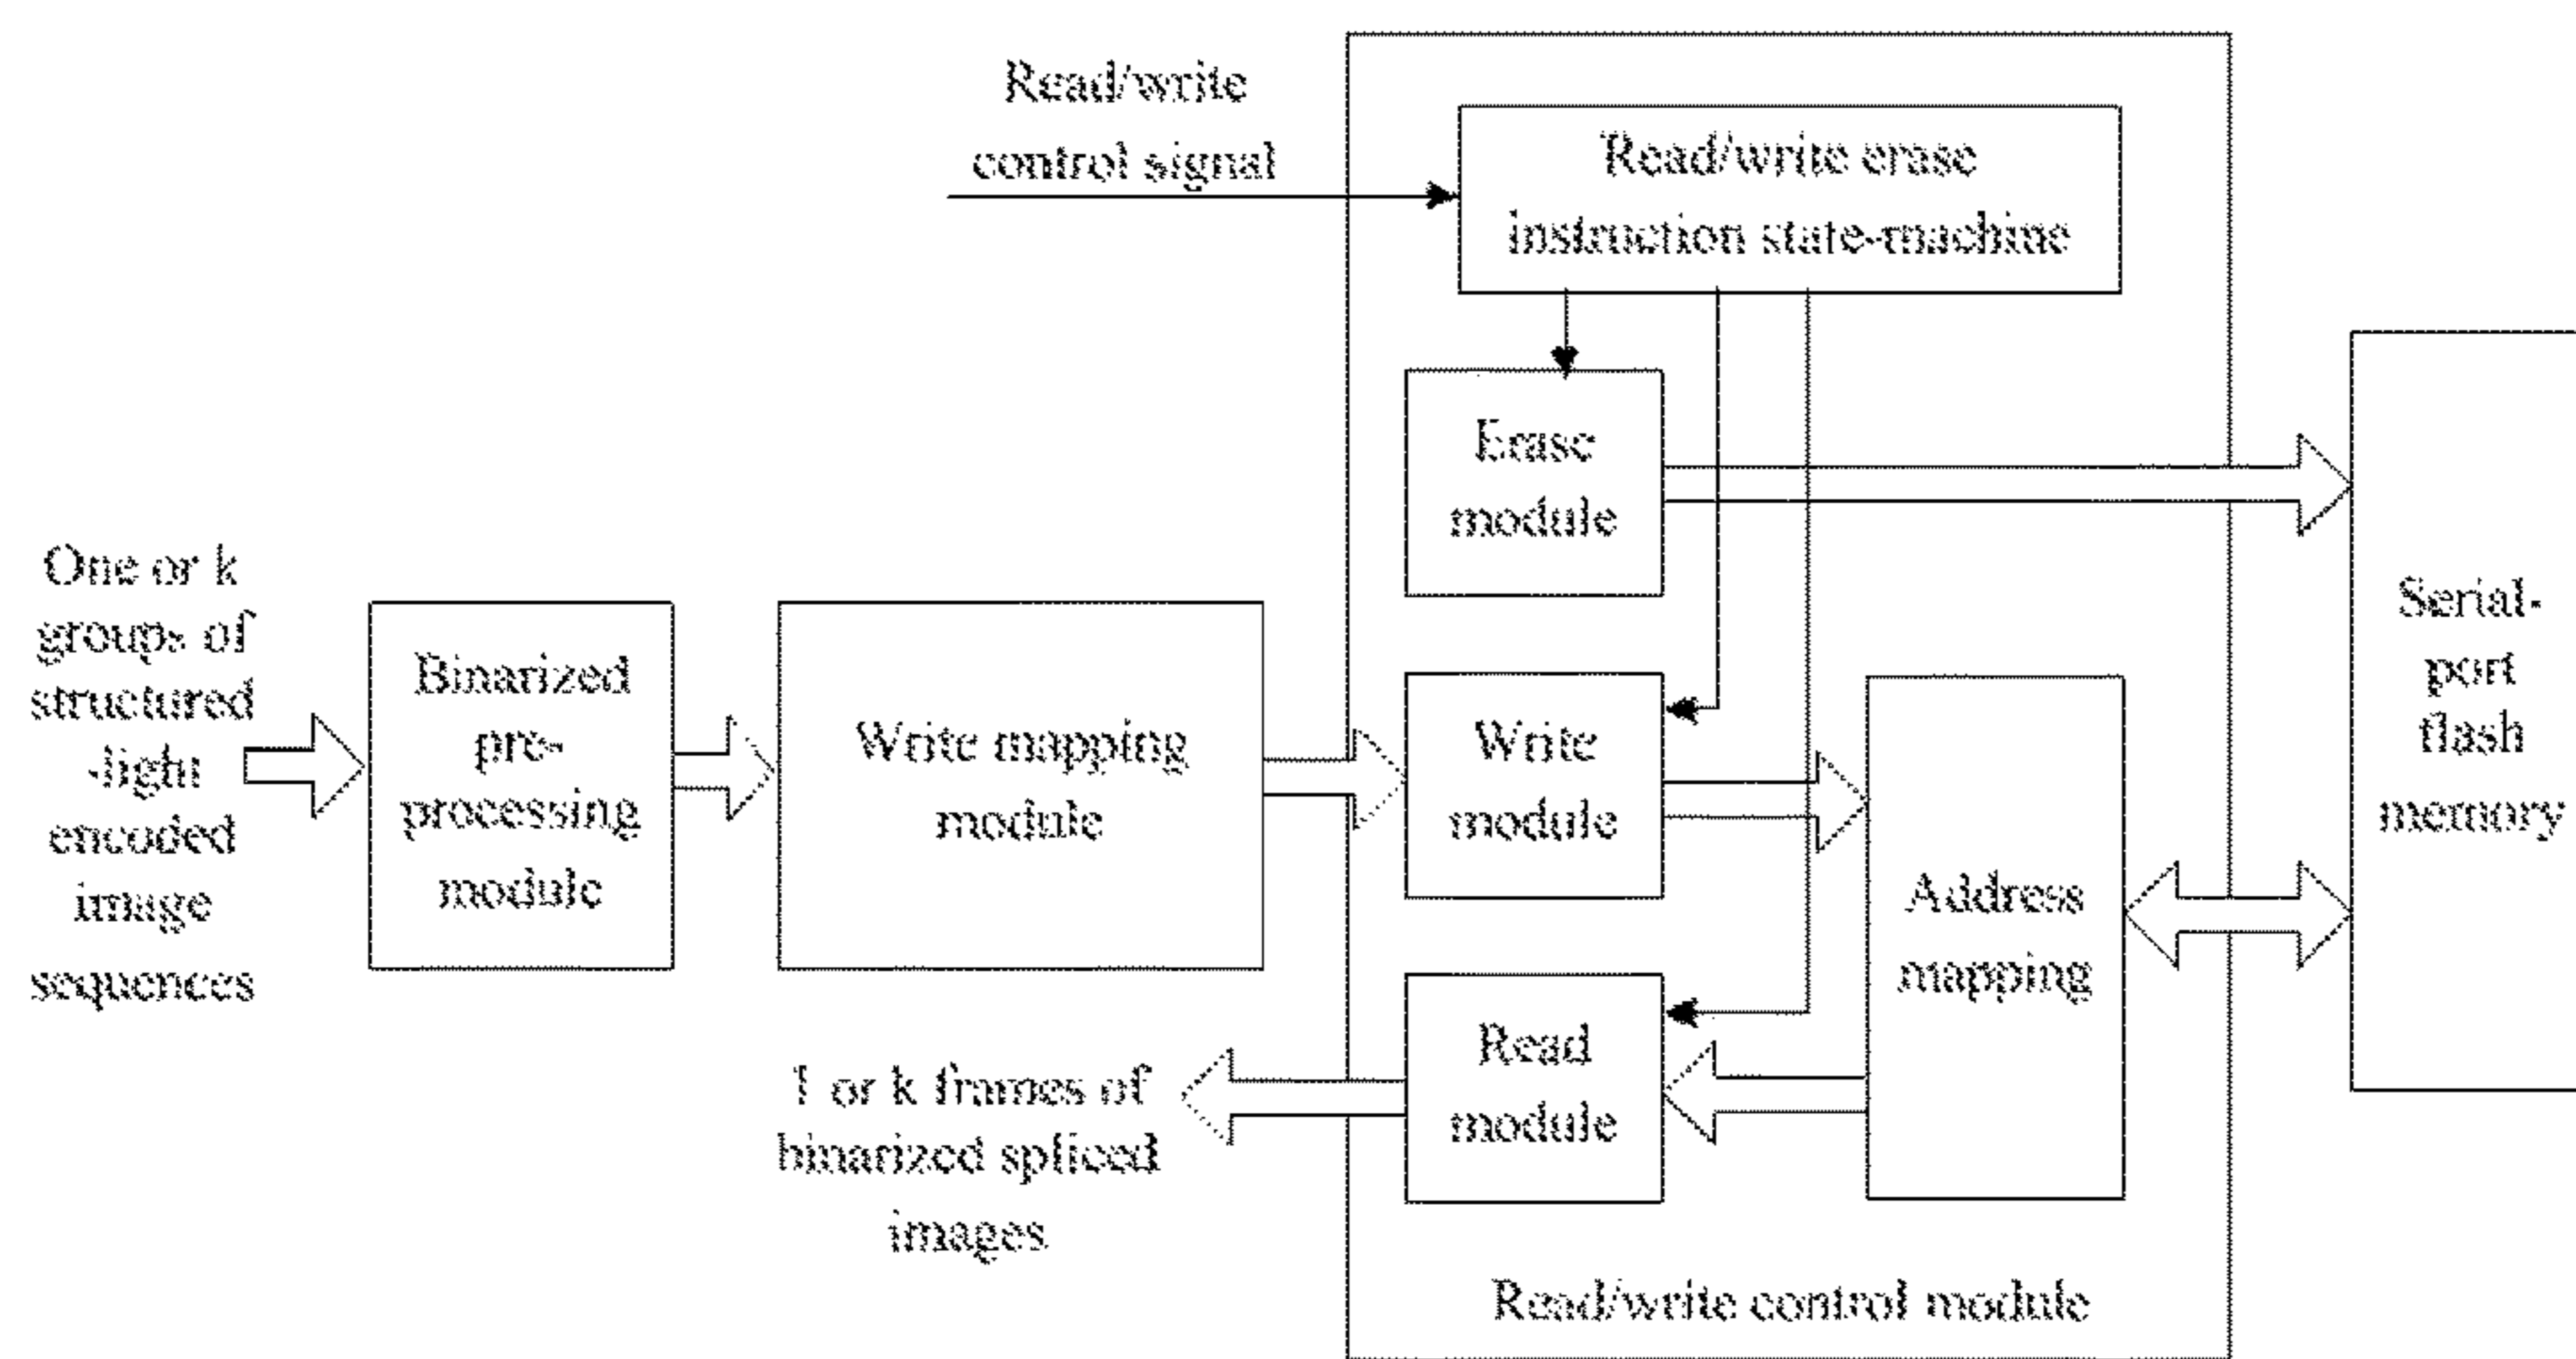 Read/write
control signal
Read/write erase
instruction state-machine
Erase
module
One or k
groups of
structured
-light
encoded
image
sequences
Binarized
pre-
processing
module
Write mapping
module
Write
module
Address
mapping
Serial-
port
flash
memory
Read
module
1 or k frames of
binarized spliced
images
Read/write control module